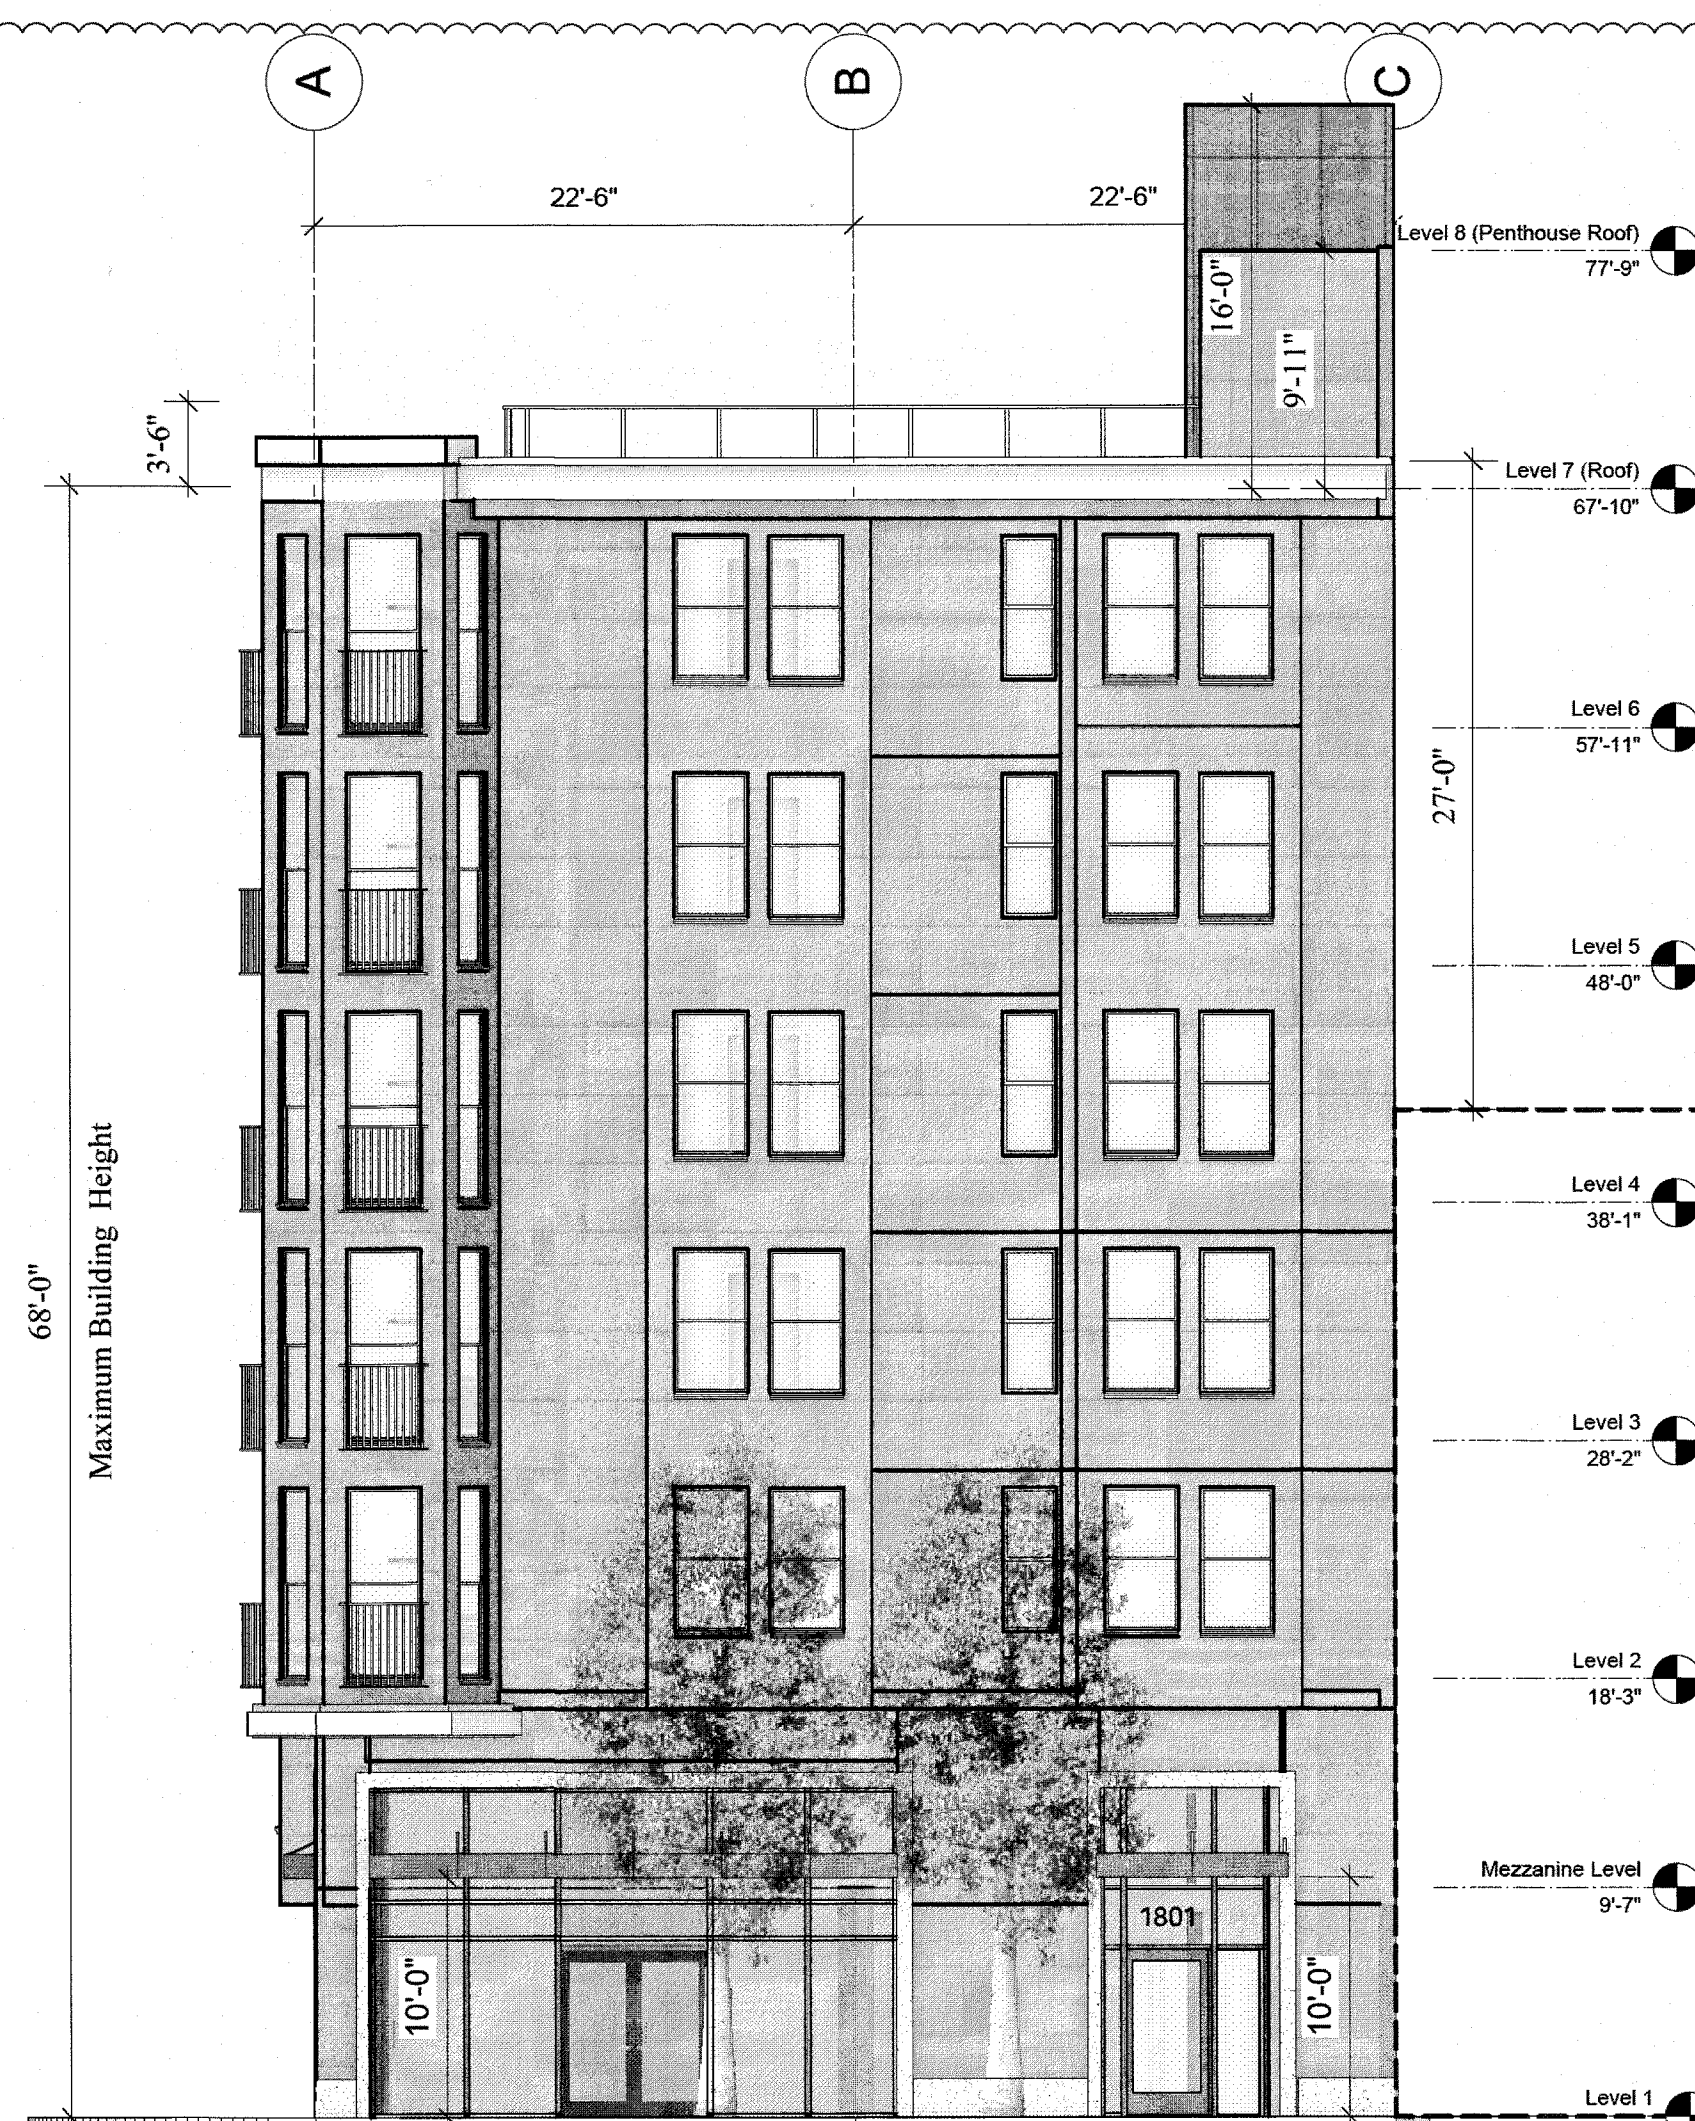 A
B
C
22'-6"
22'-6"
Level 8 (Penthouse Roof)
77'-9"
16'-0"
9'-11"
3'-6"
Level 7 (Roof)
67'-10"
Level 6
57'-11"
27'-0"
Level 5
48'-0"
Level 4
38'-1"
68'-0"
Maximum Building Height
Level 3
28'-2"
Level 2
18'-3"
Mezzanine Level
9'-7"
1801
10'-0"
10'-0"
Level 1